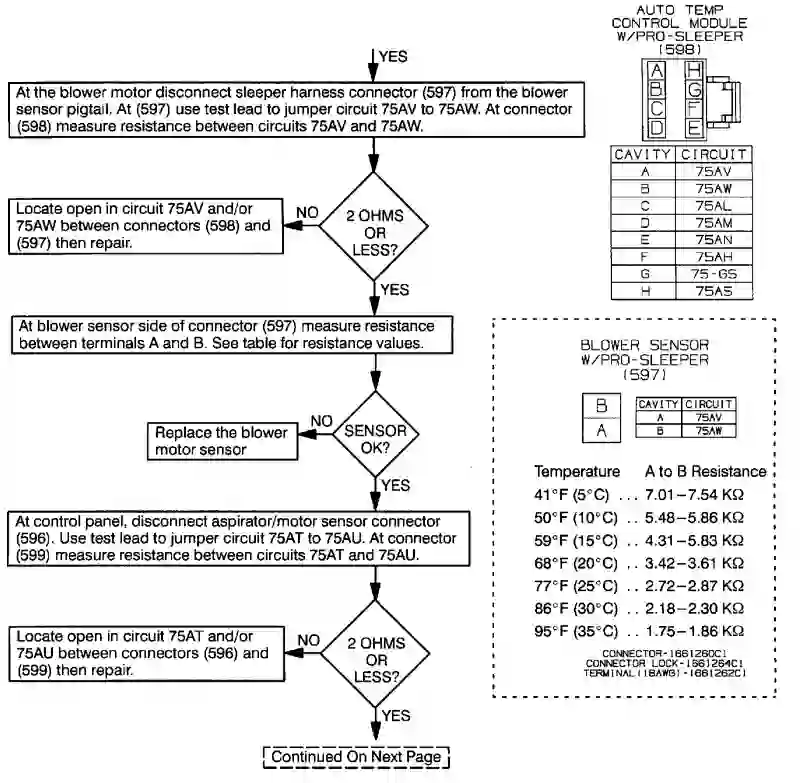 AUTO TEMP
CONTROL MODULE
W/PRO-SLEEPER
(598)
A H
B G
C F
D E
CAVITY CIRCUIT
A 75AV
B 75AW
C 75AL
D 75AM
E 75AN
F 75AH
G 75-GS
H 75AS
YES
At the blower motor disconnect sleeper harness connector (597) from the blower
sensor pigtail. At (597) use test lead to jumper circuit 75AV to 75AW. At connector
(598) measure resistance between circuits 75AV and 75AW.
2 OHMS
OR
LESS?
NO
Locate open in circuit 75AV and/or
75AW between connectors (598) and
(597) then repair.
YES
At blower sensor side of connector (597) measure resistance
between terminals A and B. See table for resistance values.
SENSOR
OK?
NO
Replace the blower
motor sensor
YES
At control panel, disconnect aspirator/motor sensor connector
(596). Use test lead to jumper circuit 75AT to 75AU. At connector
(599) measure resistance between circuits 75AT and 75AU.
2 OHMS
OR
LESS?
NO
Locate open in circuit 75AT and/or
75AU between connectors (596) and
(599) then repair.
YES
Continued On Next Page
BLOWER SENSOR
W/PRO-SLEEPER
(597)
B
A
CAVITY CIRCUIT
A 75AV
B 75AW
Temperature A to B Resistance
41°F (5°C) ... 7.01–7.54 KΩ
50°F (10°C) .. 5.48–5.86 KΩ
59°F (15°C) .. 4.31–5.83 KΩ
68°F (20°C) .. 3.42–3.61 KΩ
77°F (25°C) .. 2.72–2.87 KΩ
86°F (30°C) .. 2.18–2.30 KΩ
95°F (35°C) .. 1.75–1.86 KΩ
CONNECTOR-1661260C1
CONNECTOR LOCK-1661264C1
TERMINAL(18AWG)-1661262C1